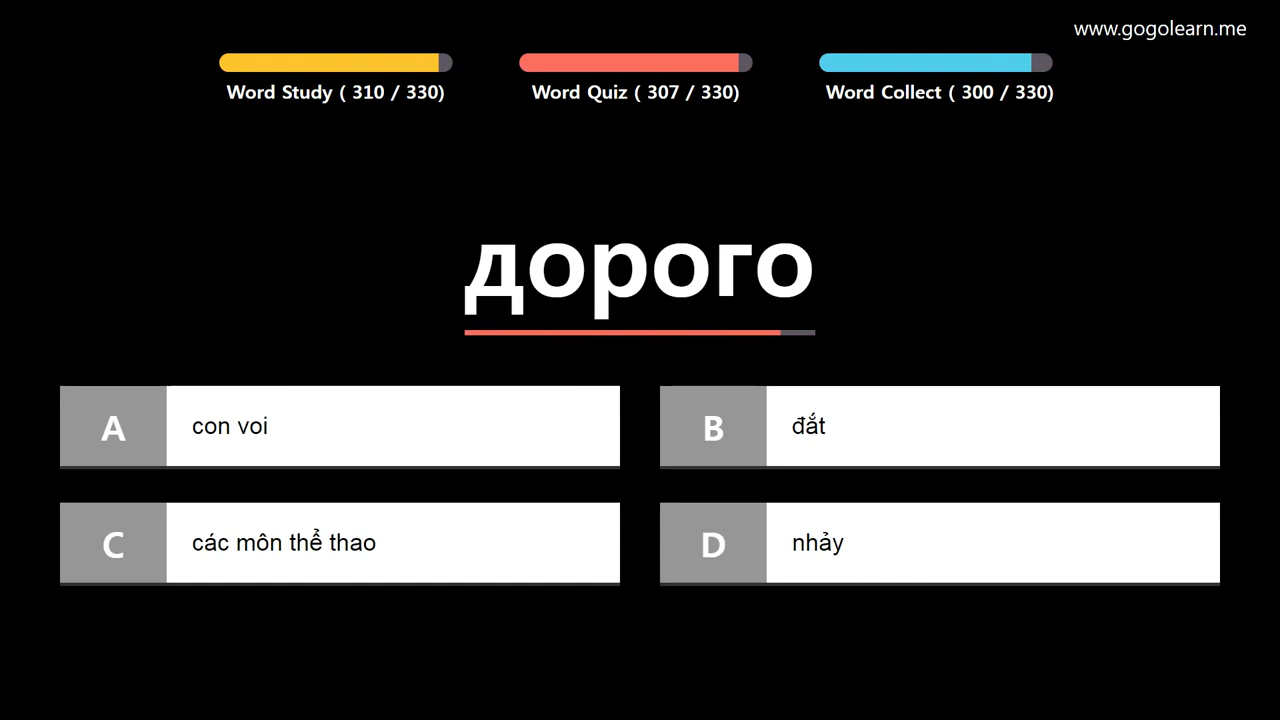 www.gogolearn.me
Word Study ( 310 / 330)
Word Quiz ( 307 / 330)
Word Collect ( 300 / 330)
дорого
A
con voi
B
đắt
C
các môn thể thao
D
nhảy